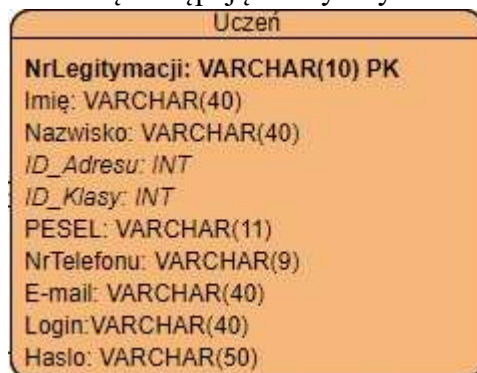 Uczeń
NrLegitymacji: VARCHAR(10) PK
Imię: VARCHAR(40)
Nazwisko: VARCHAR(40)
ID_Adresu: INT
ID_Klasy: INT
PESEL: VARCHAR(11)
NrTelefonu: VARCHAR(9)
E-mail: VARCHAR(40)
Login:VARCHAR(40)
Haslo: VARCHAR(50)